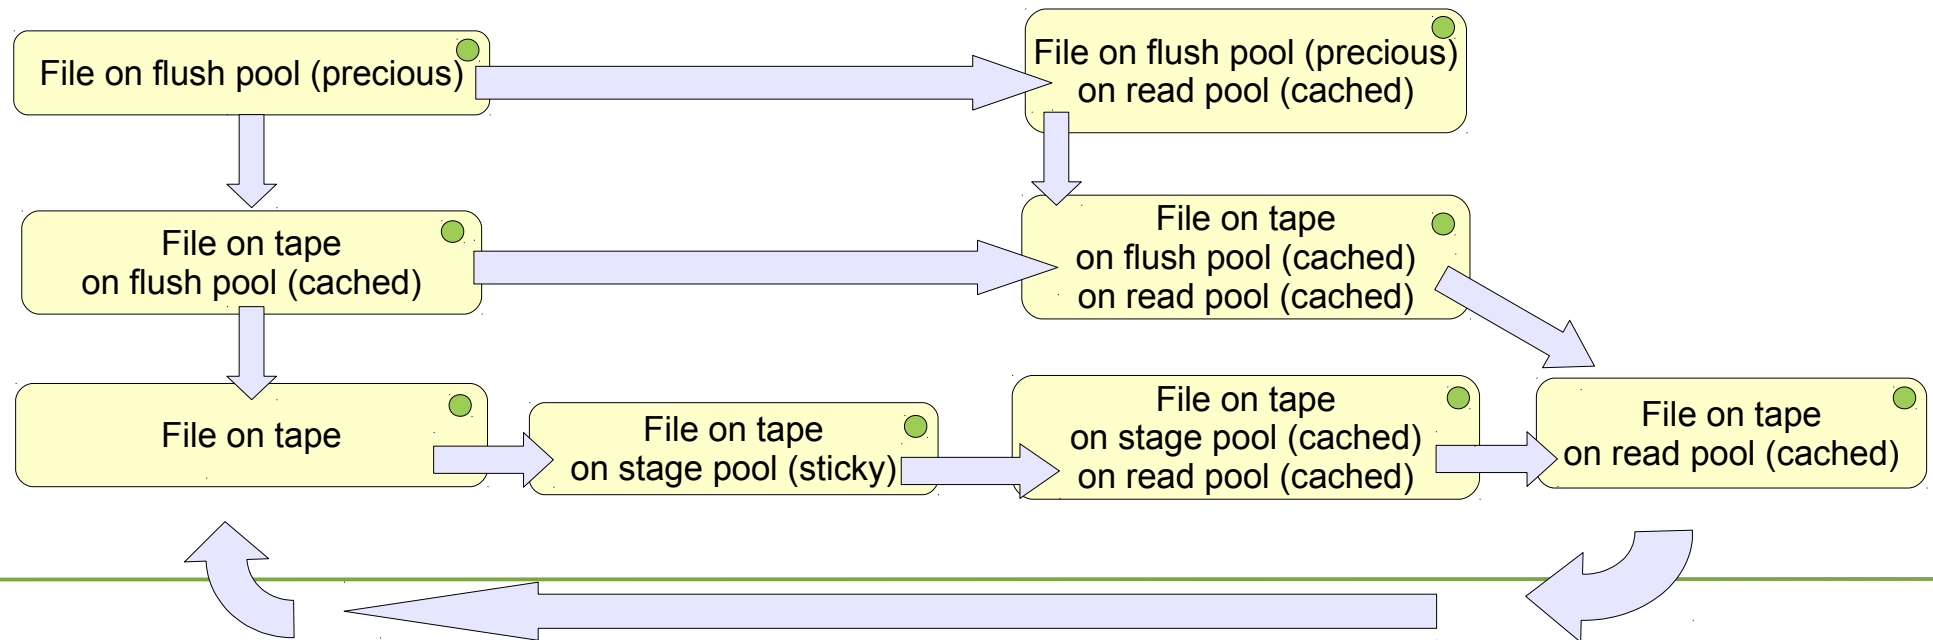 File on flush pool (precious)
File on flush pool (precious)
on read pool (cached)
File on tape
on flush pool (cached)
File on tape
on flush pool (cached)
on read pool (cached)
File on tape
File on tape
on stage pool (sticky)
File on tape
on stage pool (cached)
on read pool (cached)
File on tape
on read pool (cached)